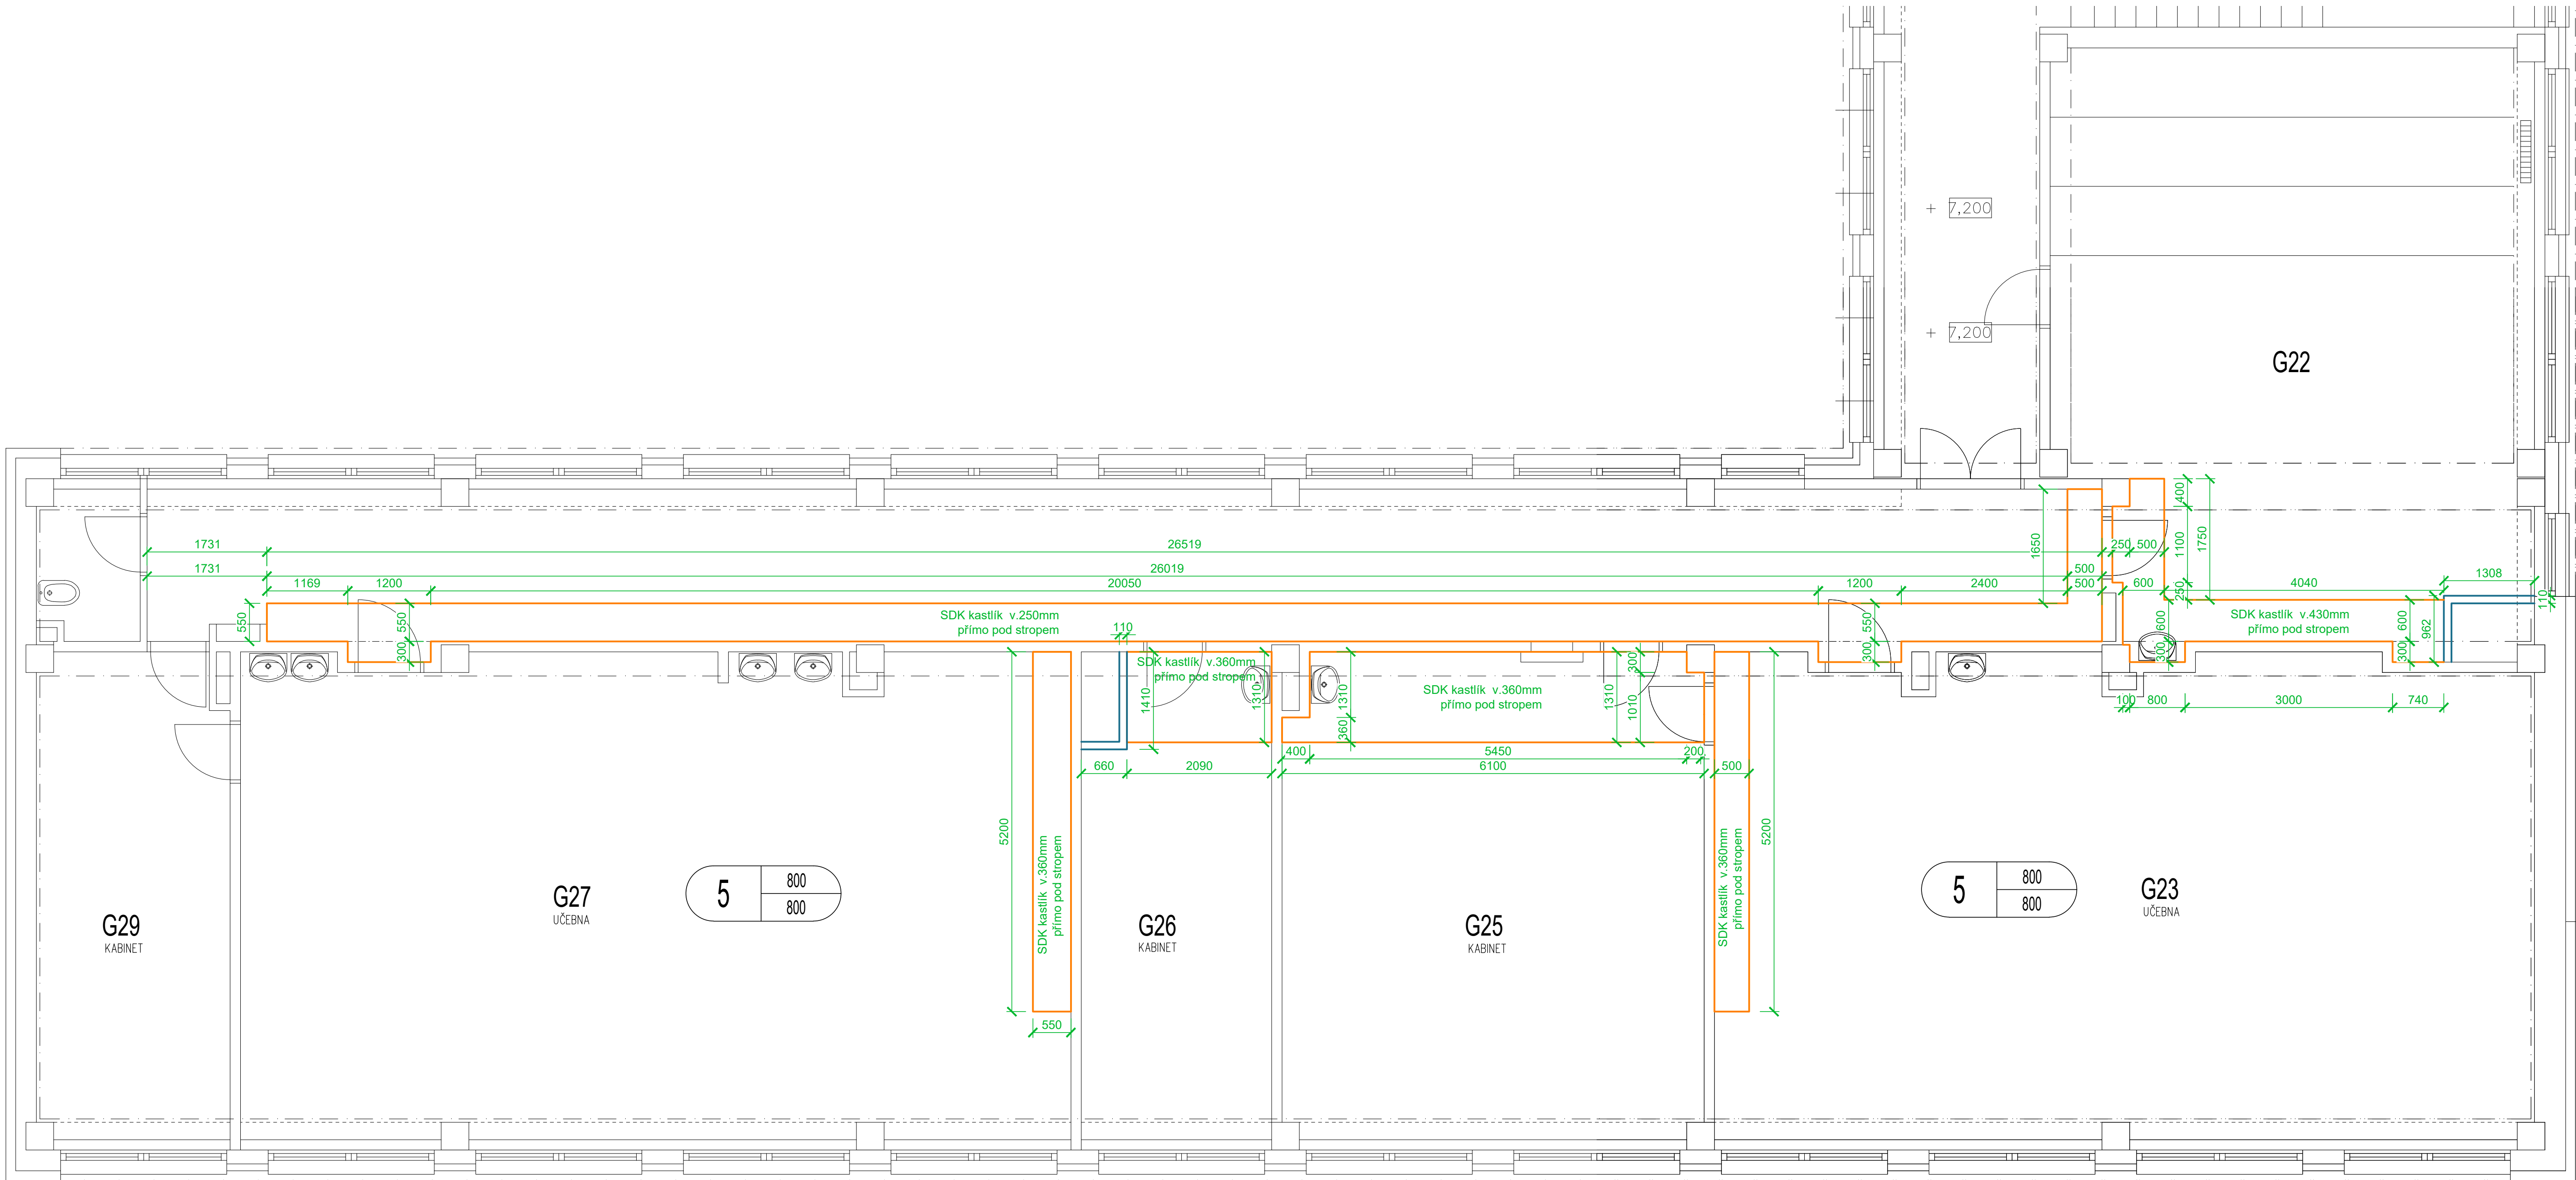 + 7,200
+ 7,200
G22
1731
26519
250
500
400
1100
1750
1650
1731
26019
500
1169
1200
20050
1200
2400
500
600
250
4040
1308
110
550
550
300
SDK kastlík v.250mm
přímo pod stropem
550
300
600
300
SDK kastlík v.430mm
přímo pod stropem
600
962
300
110
SDK kastlík v.360mm
přímo pod stropem
1410
1310
1310
360
SDK kastlík v.360mm
přímo pod stropem
1310
300
1010
100
800
3000
740
400
5450
200
660
2090
6100
500
5200
SDK kastlík v.360mm
přímo pod stropem
5200
SDK kastlík v.360mm
přímo pod stropem
550
G29
KABINET
G27
UČEBNA
5
800
800
G26
KABINET
G25
KABINET
5
800
800
G23
UČEBNA